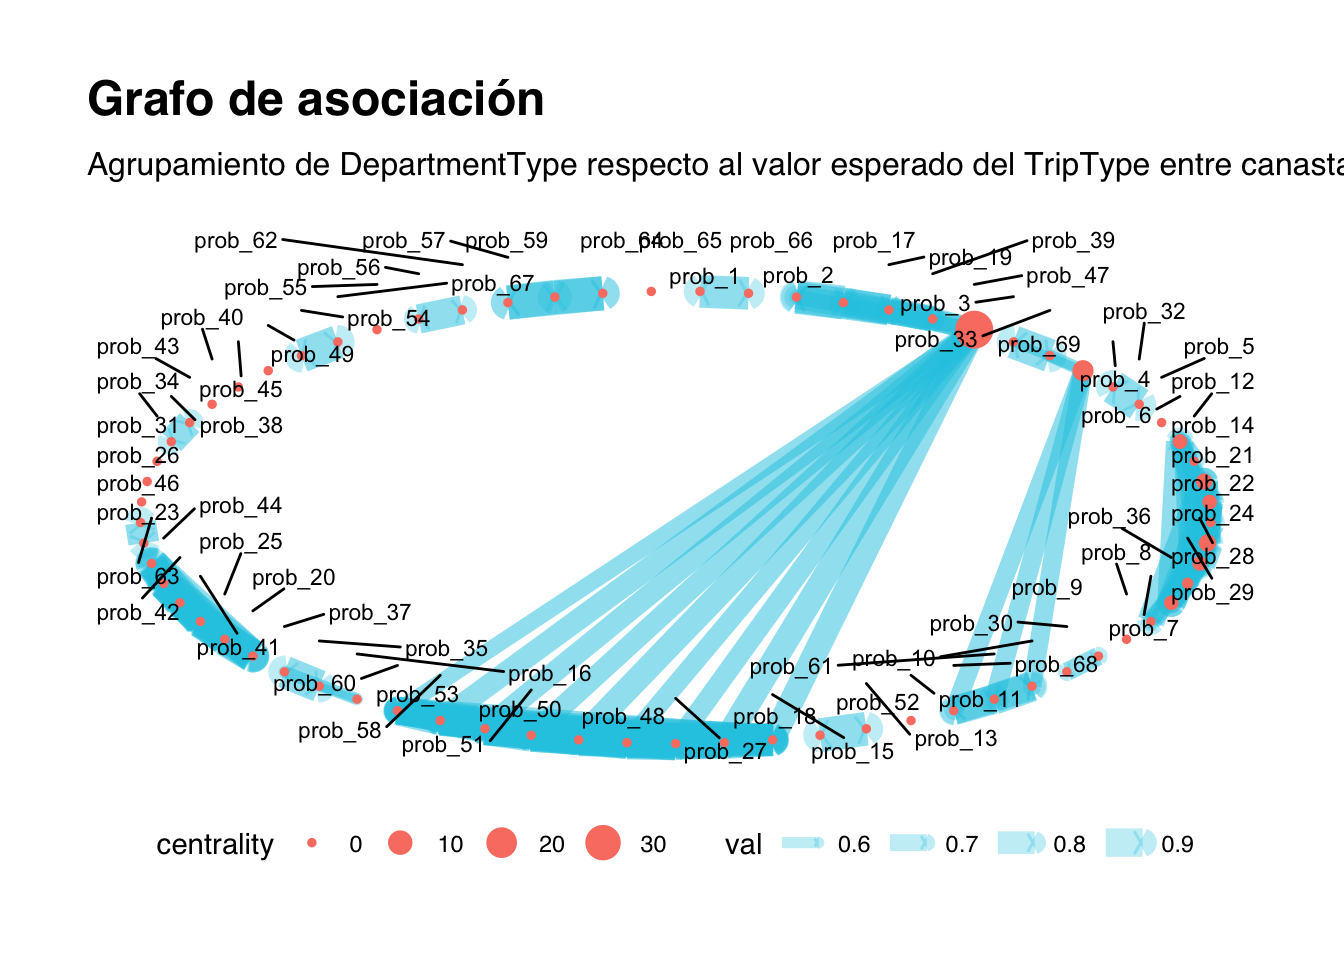 Grafo de asociación
Agrupamiento de DepartmentType respecto al valor esperado del TripType entre canasta
prob_62 prob_57 prob_59 prob_64 prob_65 prob_66 prob_17 prob_39
prob_19
prob_56 prob_1 prob_2 prob_47
prob_55 prob_67
prob_3
prob_40 prob_54 prob_32
prob_33 prob_69
prob_43 prob_49 prob_5
prob_34 prob_45 prob_4 prob_12
prob_6
prob_31 prob_38 prob_14
prob_26 prob_21
prob_46 prob_22
prob_23 prob_44 prob_36 prob_24
prob_25
prob_8 prob_28
prob_63 prob_20 prob_9 prob_29
prob_42 prob_37 prob_30 prob_7
prob_41 prob_35 prob_10
prob_61 prob_68
prob_60 prob_16
prob_53 prob_52 prob_11
prob_50 prob_48 prob_18
prob_58 prob_13
prob_51 prob_27 prob_15
centrality 0 10 20 30 val 0.6 0.7 0.8 0.9